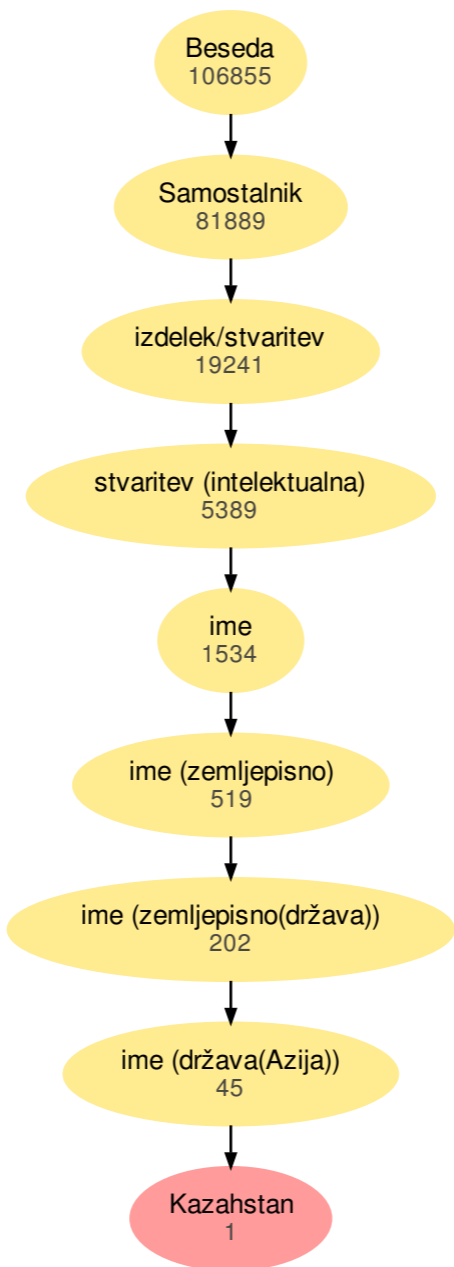 Beseda
106855
Samostalnik
81889
izdelek/stvaritev
19241
stvaritev (intelektualna)
5389
ime
1534
ime (zemljepisno)
519
ime (zemljepisno(država))
202
ime (država(Azija))
45
Kazahstan
1